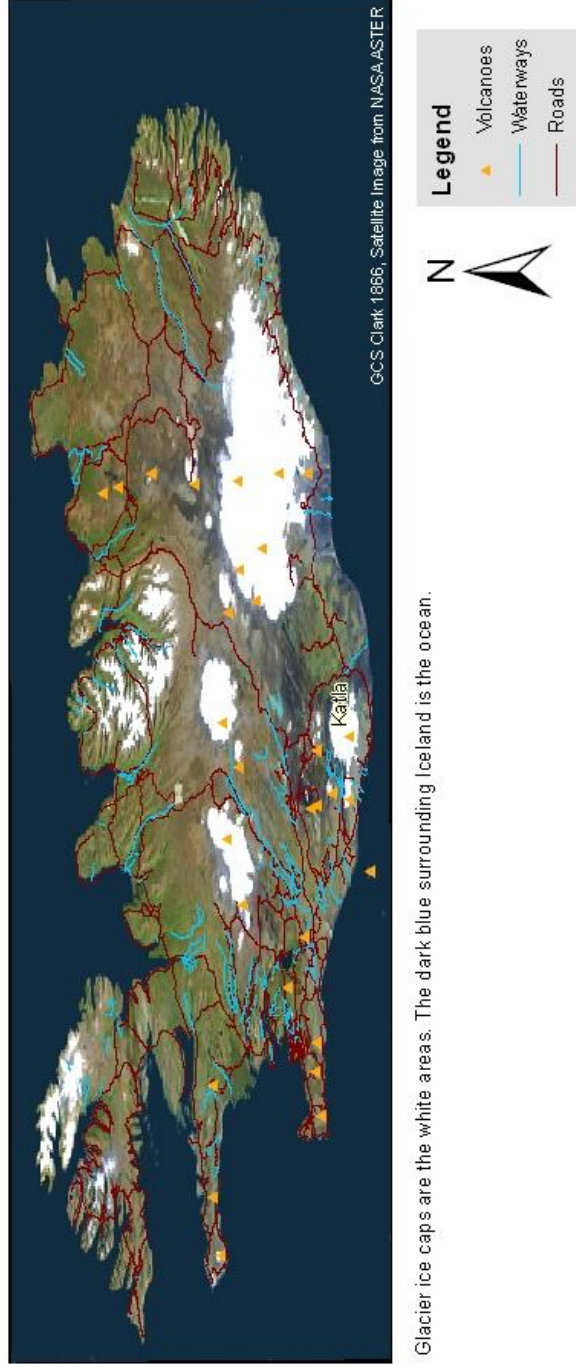 Katla
GCS Clark 1866, Satellite Image from NASA ASTER
Glacier ice caps are the white areas. The dark blue surrounding Iceland is the ocean.
N
Legend
Volcanoes
Waterways
Roads